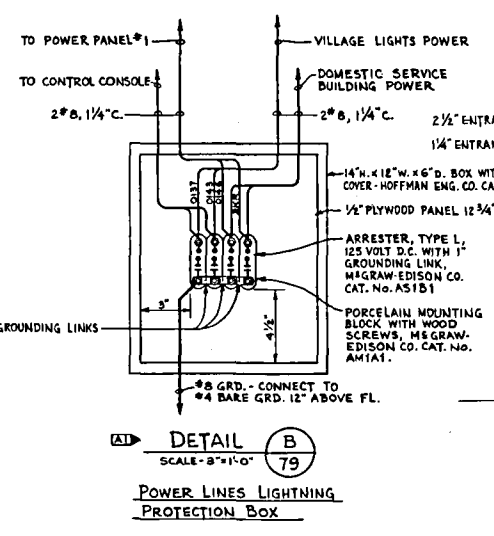 TO POWER PANEL #1
VILLAGE LIGHTS POWER
TO CONTROL CONSOLE
DOMESTIC SERVICE
BUILDING POWER
2#8, 1¼"C.
2#8, 1¼"C.
2½" ENTRA
1¼" ENTRA
14"H. x 12"W. x 6"D. BOX WIT
COVER-HOFFMAN ENG. CO. CA
½" PLYWOOD PANEL 12¾"
0137
0143
BKR.
ARRESTER, TYPE L,
125 VOLT D.C. WITH 1"
GROUNDING LINK,
McGRAW-EDISON CO.
CAT. No. AS1B1
3"
4½"
GROUNDING LINKS
PORCELAIN MOUNTING
BLOCK WITH WOOD
SCREWS, McGRAW-
EDISON CO. CAT. No.
AM1A1.
#8 GRD. - CONNECT TO
#4 BARE GRD. 12" ABOVE FL.
A1
DETAIL
B
79
SCALE-3"=1'-0"
POWER LINES LIGHTNING
PROTECTION BOX